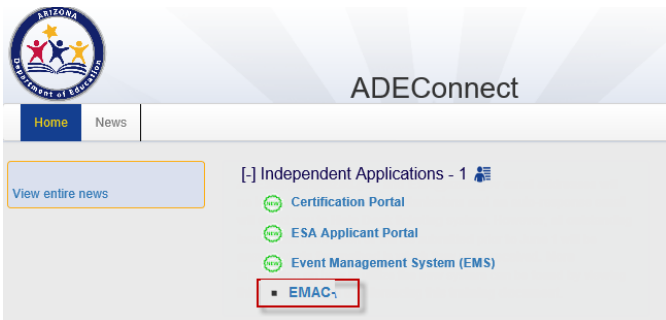 ARIZONA
Department of Education
ADEConnect
Home News
[-] Independent Applications - 1
View entire news
NEW Certification Portal
NEW ESA Applicant Portal
NEW Event Management System (EMS)
EMAC-